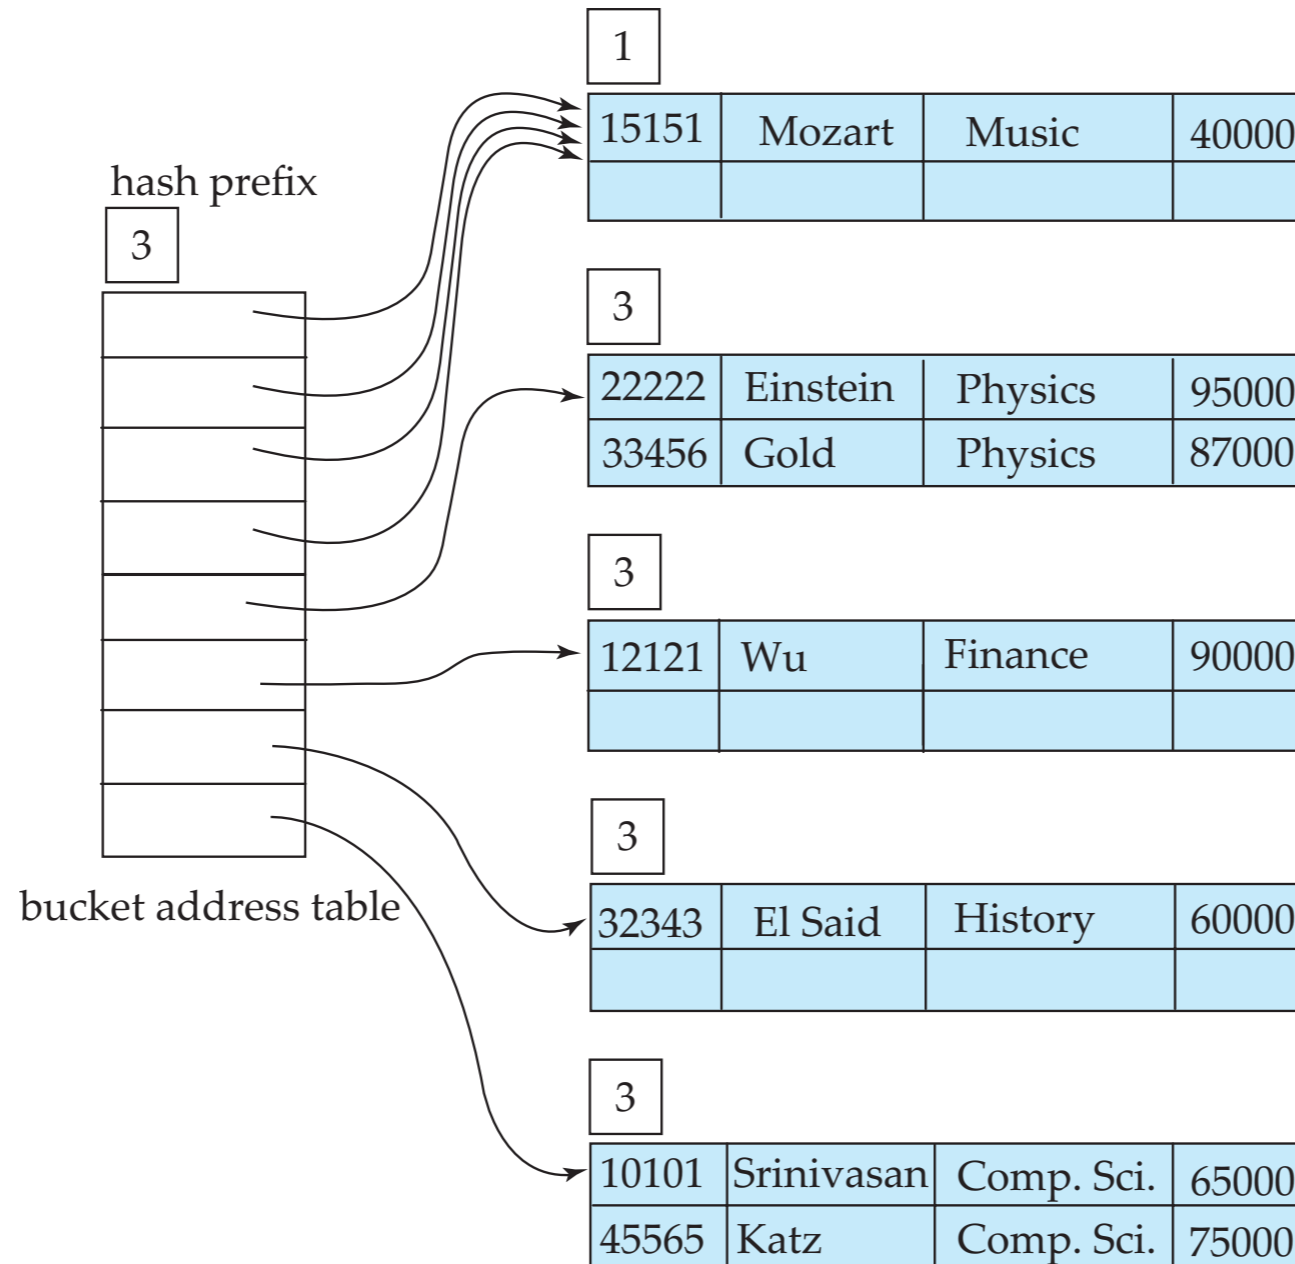 hash prefix
3
bucket address table
1
15151 Mozart Music 40000
3
22222 Einstein Physics 95000
33456 Gold Physics 87000
3
12121 Wu Finance 90000
3
32343 El Said History 60000
3
10101 Srinivasan Comp. Sci. 65000
45565 Katz Comp. Sci. 75000